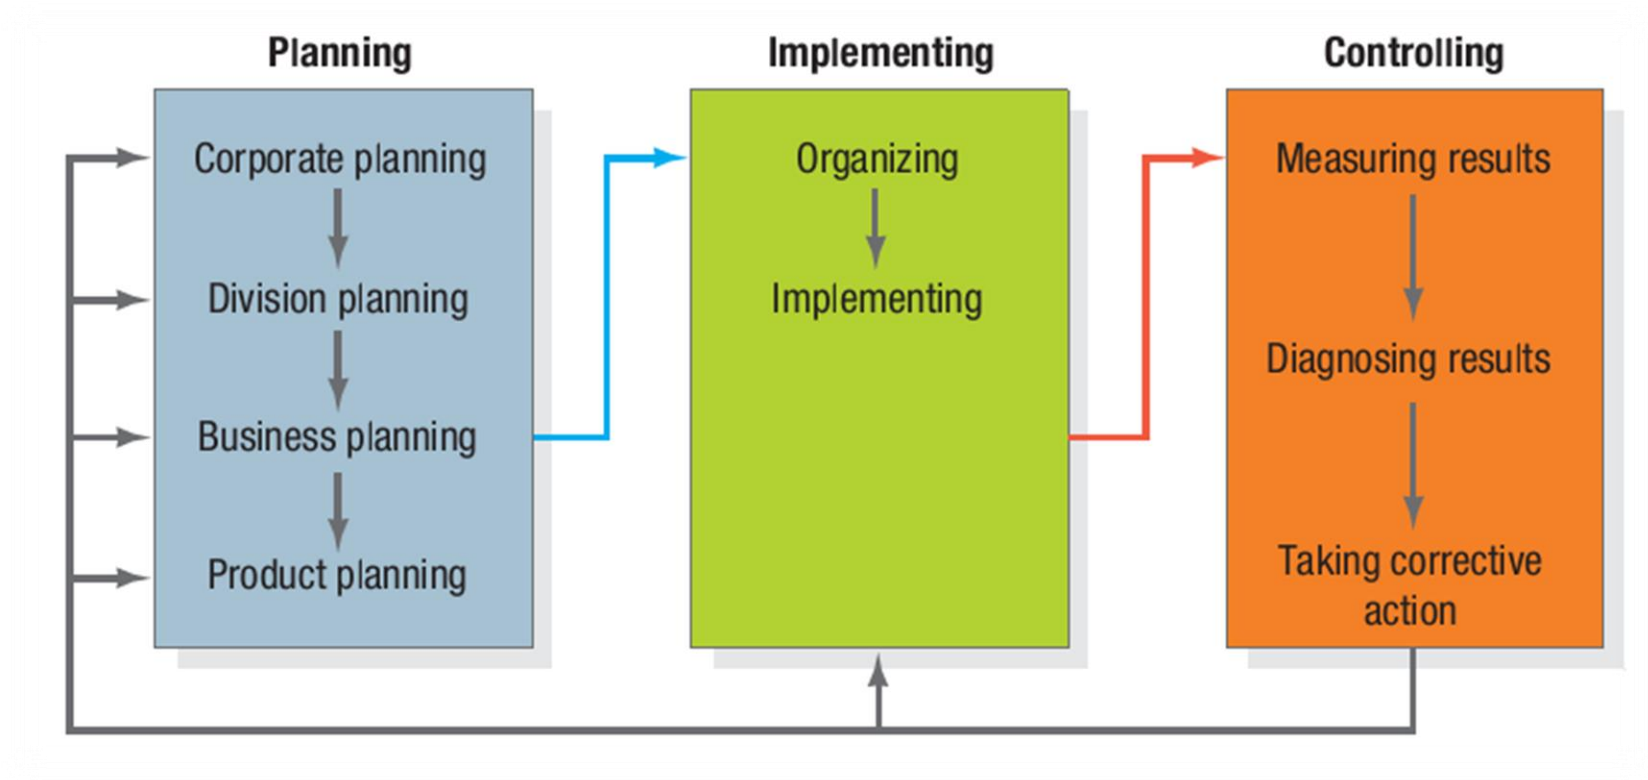 Planning
Implementing
Controlling
Corporate planning
Division planning
Business planning
Product planning
Organizing
Implementing
Measuring results
Diagnosing results
Taking corrective
action